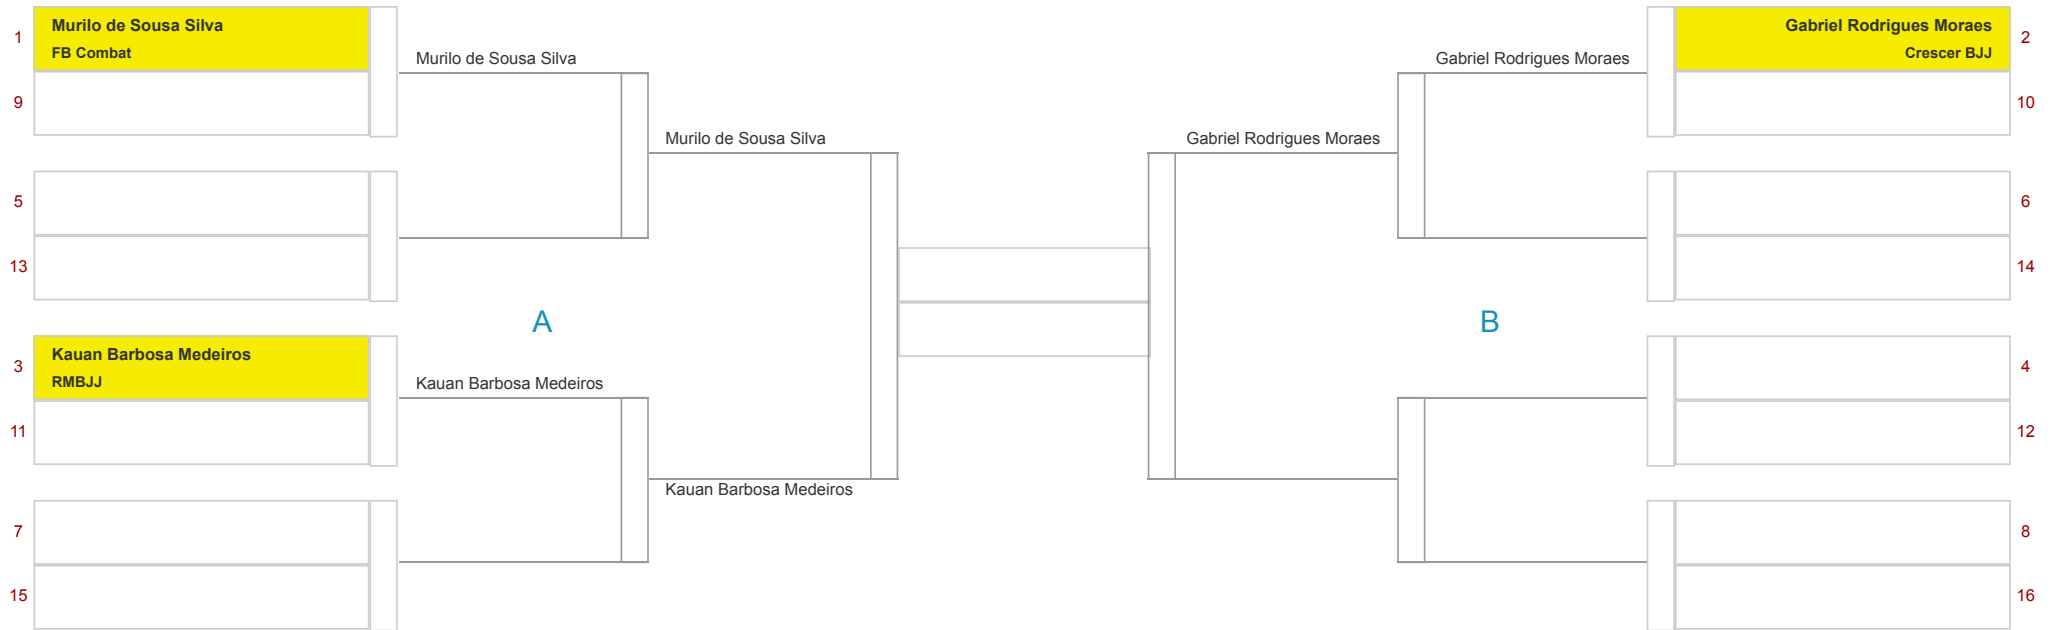 1
Murilo de Sousa Silva
FB Combat
9
5
13
3
Kauan Barbosa Medeiros
RMBJJ
11
7
15
Murilo de Sousa Silva
Kauan Barbosa Medeiros
A
Murilo de Sousa Silva
Kauan Barbosa Medeiros
Gabriel Rodrigues Moraes
B
Gabriel Rodrigues Moraes
Gabriel Rodrigues Moraes
Crescer BJJ
2
10
6
14
4
12
8
16